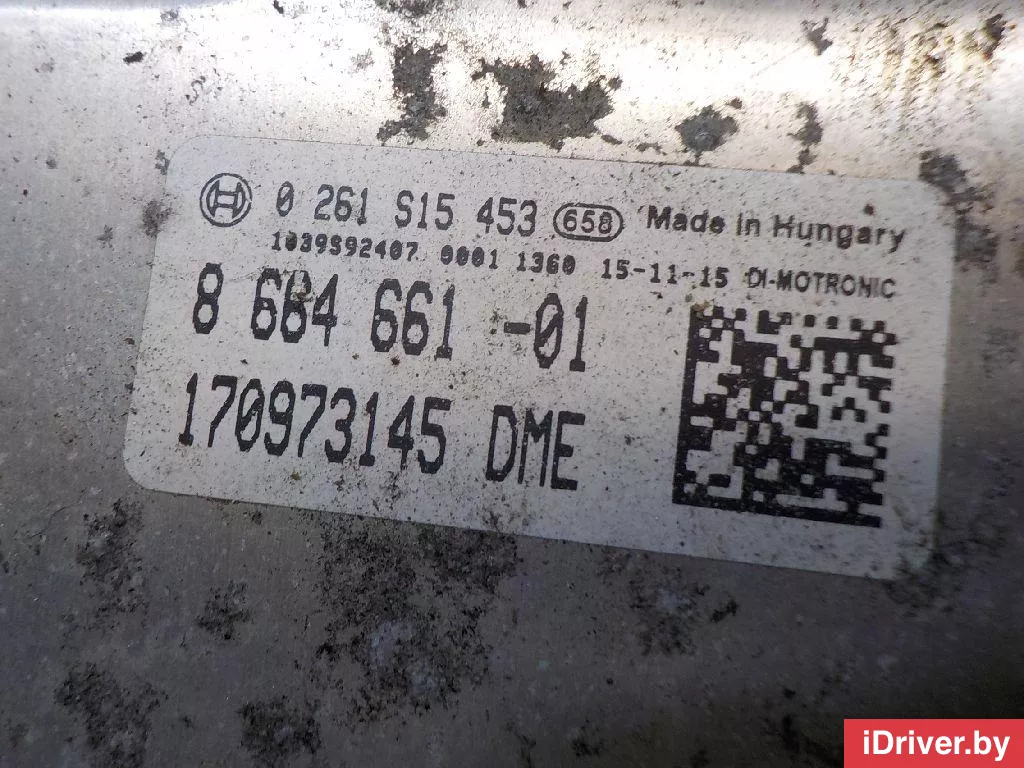 0 261 S15 453 658 Made in Hungary
1039S92407 0001 1360 15-11-15 DI-MOTRONIC
8 684 661 -01
170973145 DME
iDriver.by